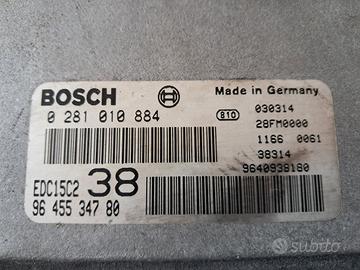 BOSCH
Made in Germany
0 281 010 884
810
030314
28FM0000
1166 0061
38314
9640938180
EDC15C2 38
96 455 347 80
subito